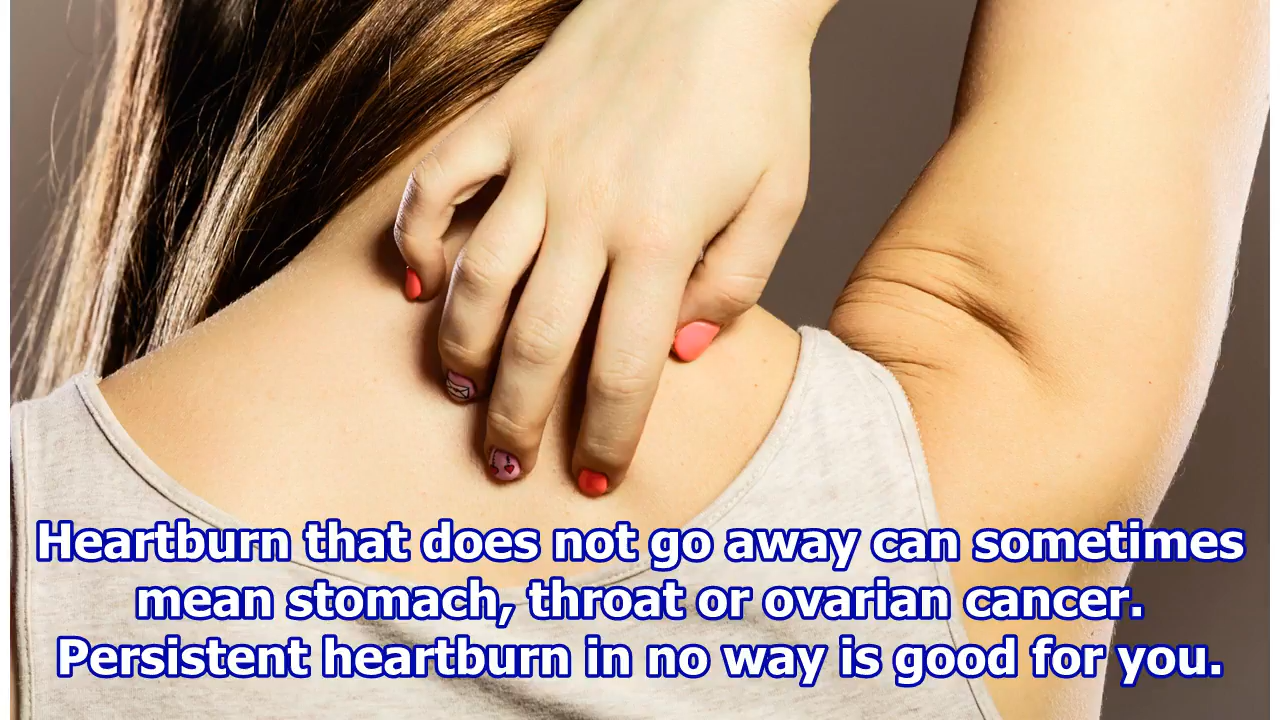 Heartburn that does not go away can sometimes
mean stomach, throat or ovarian cancer.
Persistent heartburn in no way is good for you.